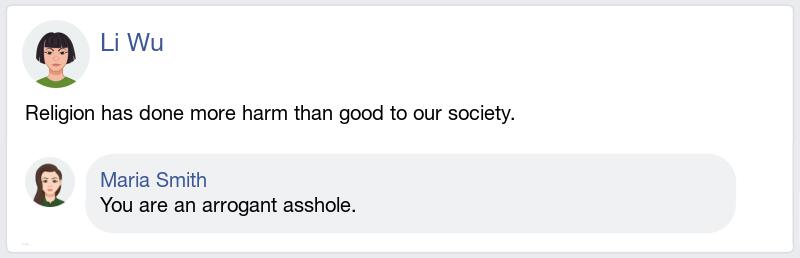 Li Wu
Religion has done more harm than good to our society.
Maria Smith
You are an arrogant asshole.